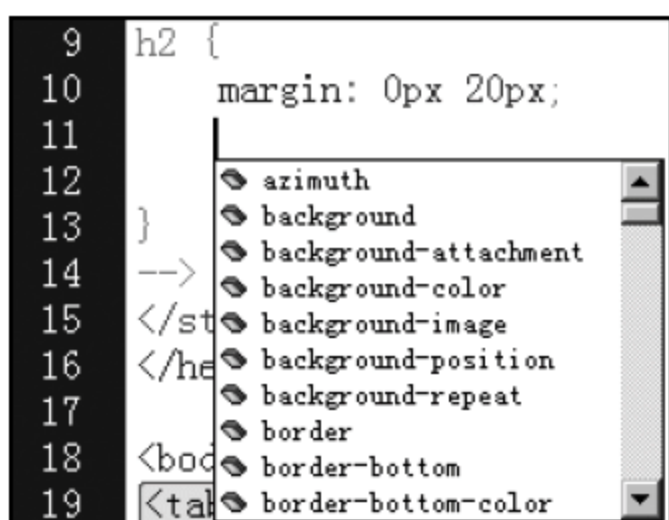 9 h2 {
10 margin: 0px 20px;
11
12 azimuth
background
13 }
background-attachment
14 -->
background-color
15 </st
background-image
16 </he
background-position
background-repeat
17
border
18 <bod
border-bottom
19 <tab
border-bottom-color